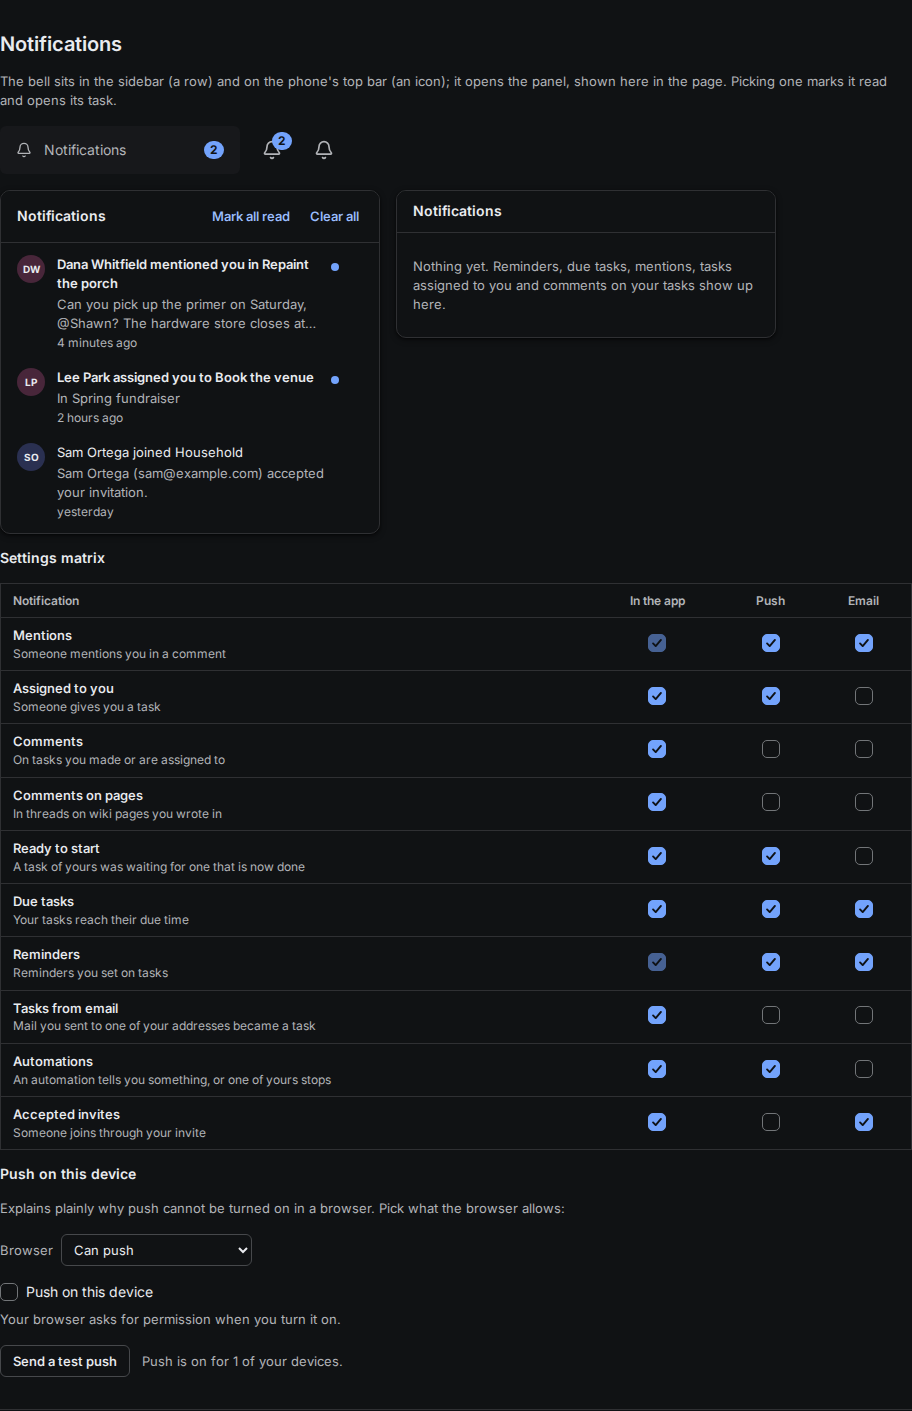 Notifications
The bell sits in the sidebar (a row) and on the phone's top bar (an icon); it opens the panel, shown here in the page. Picking one marks it read
and opens its task.
Notifications
2
2
Notifications
Mark all read
Clear all
DW
Dana Whitfield mentioned you in Repaint
the porch
Can you pick up the primer on Saturday,
@Shawn? The hardware store closes at...
4 minutes ago
LP
Lee Park assigned you to Book the venue
In Spring fundraiser
2 hours ago
SO
Sam Ortega joined Household
Sam Ortega (sam@example.com) accepted
your invitation.
yesterday
Notifications
Nothing yet. Reminders, due tasks, mentions, tasks
assigned to you and comments on your tasks show up
here.
Settings matrix
Notification
In the app
Push
Email
Mentions
Someone mentions you in a comment
Assigned to you
Someone gives you a task
Comments
On tasks you made or are assigned to
Comments on pages
In threads on wiki pages you wrote in
Ready to start
A task of yours was waiting for one that is now done
Due tasks
Your tasks reach their due time
Reminders
Reminders you set on tasks
Tasks from email
Mail you sent to one of your addresses became a task
Automations
An automation tells you something, or one of yours stops
Accepted invites
Someone joins through your invite
Push on this device
Explains plainly why push cannot be turned on in a browser. Pick what the browser allows:
Browser
Can push
Push on this device
Your browser asks for permission when you turn it on.
Send a test push
Push is on for 1 of your devices.